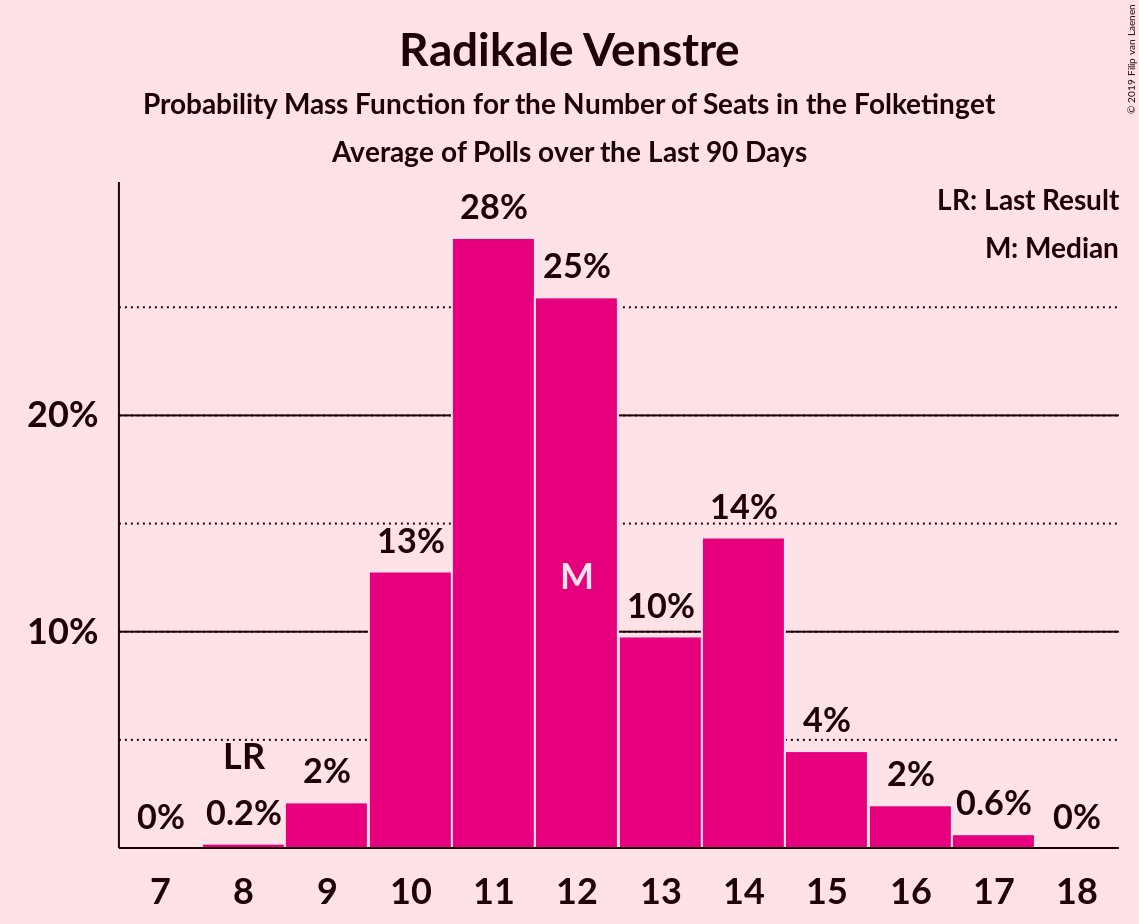 Radikale Venstre
Probability Mass Function for the Number of Seats in the Folketinget
Average of Polls over the Last 90 Days
© 2019 Filip van Laenen
LR: Last Result
M: Median
28%
25%
20%
14%
13%
M
10%
10%
4%
LR
2%
2%
0%
0.2%
0.6%
0%
7 8 9 10 11 12 13 14 15 16 17 18